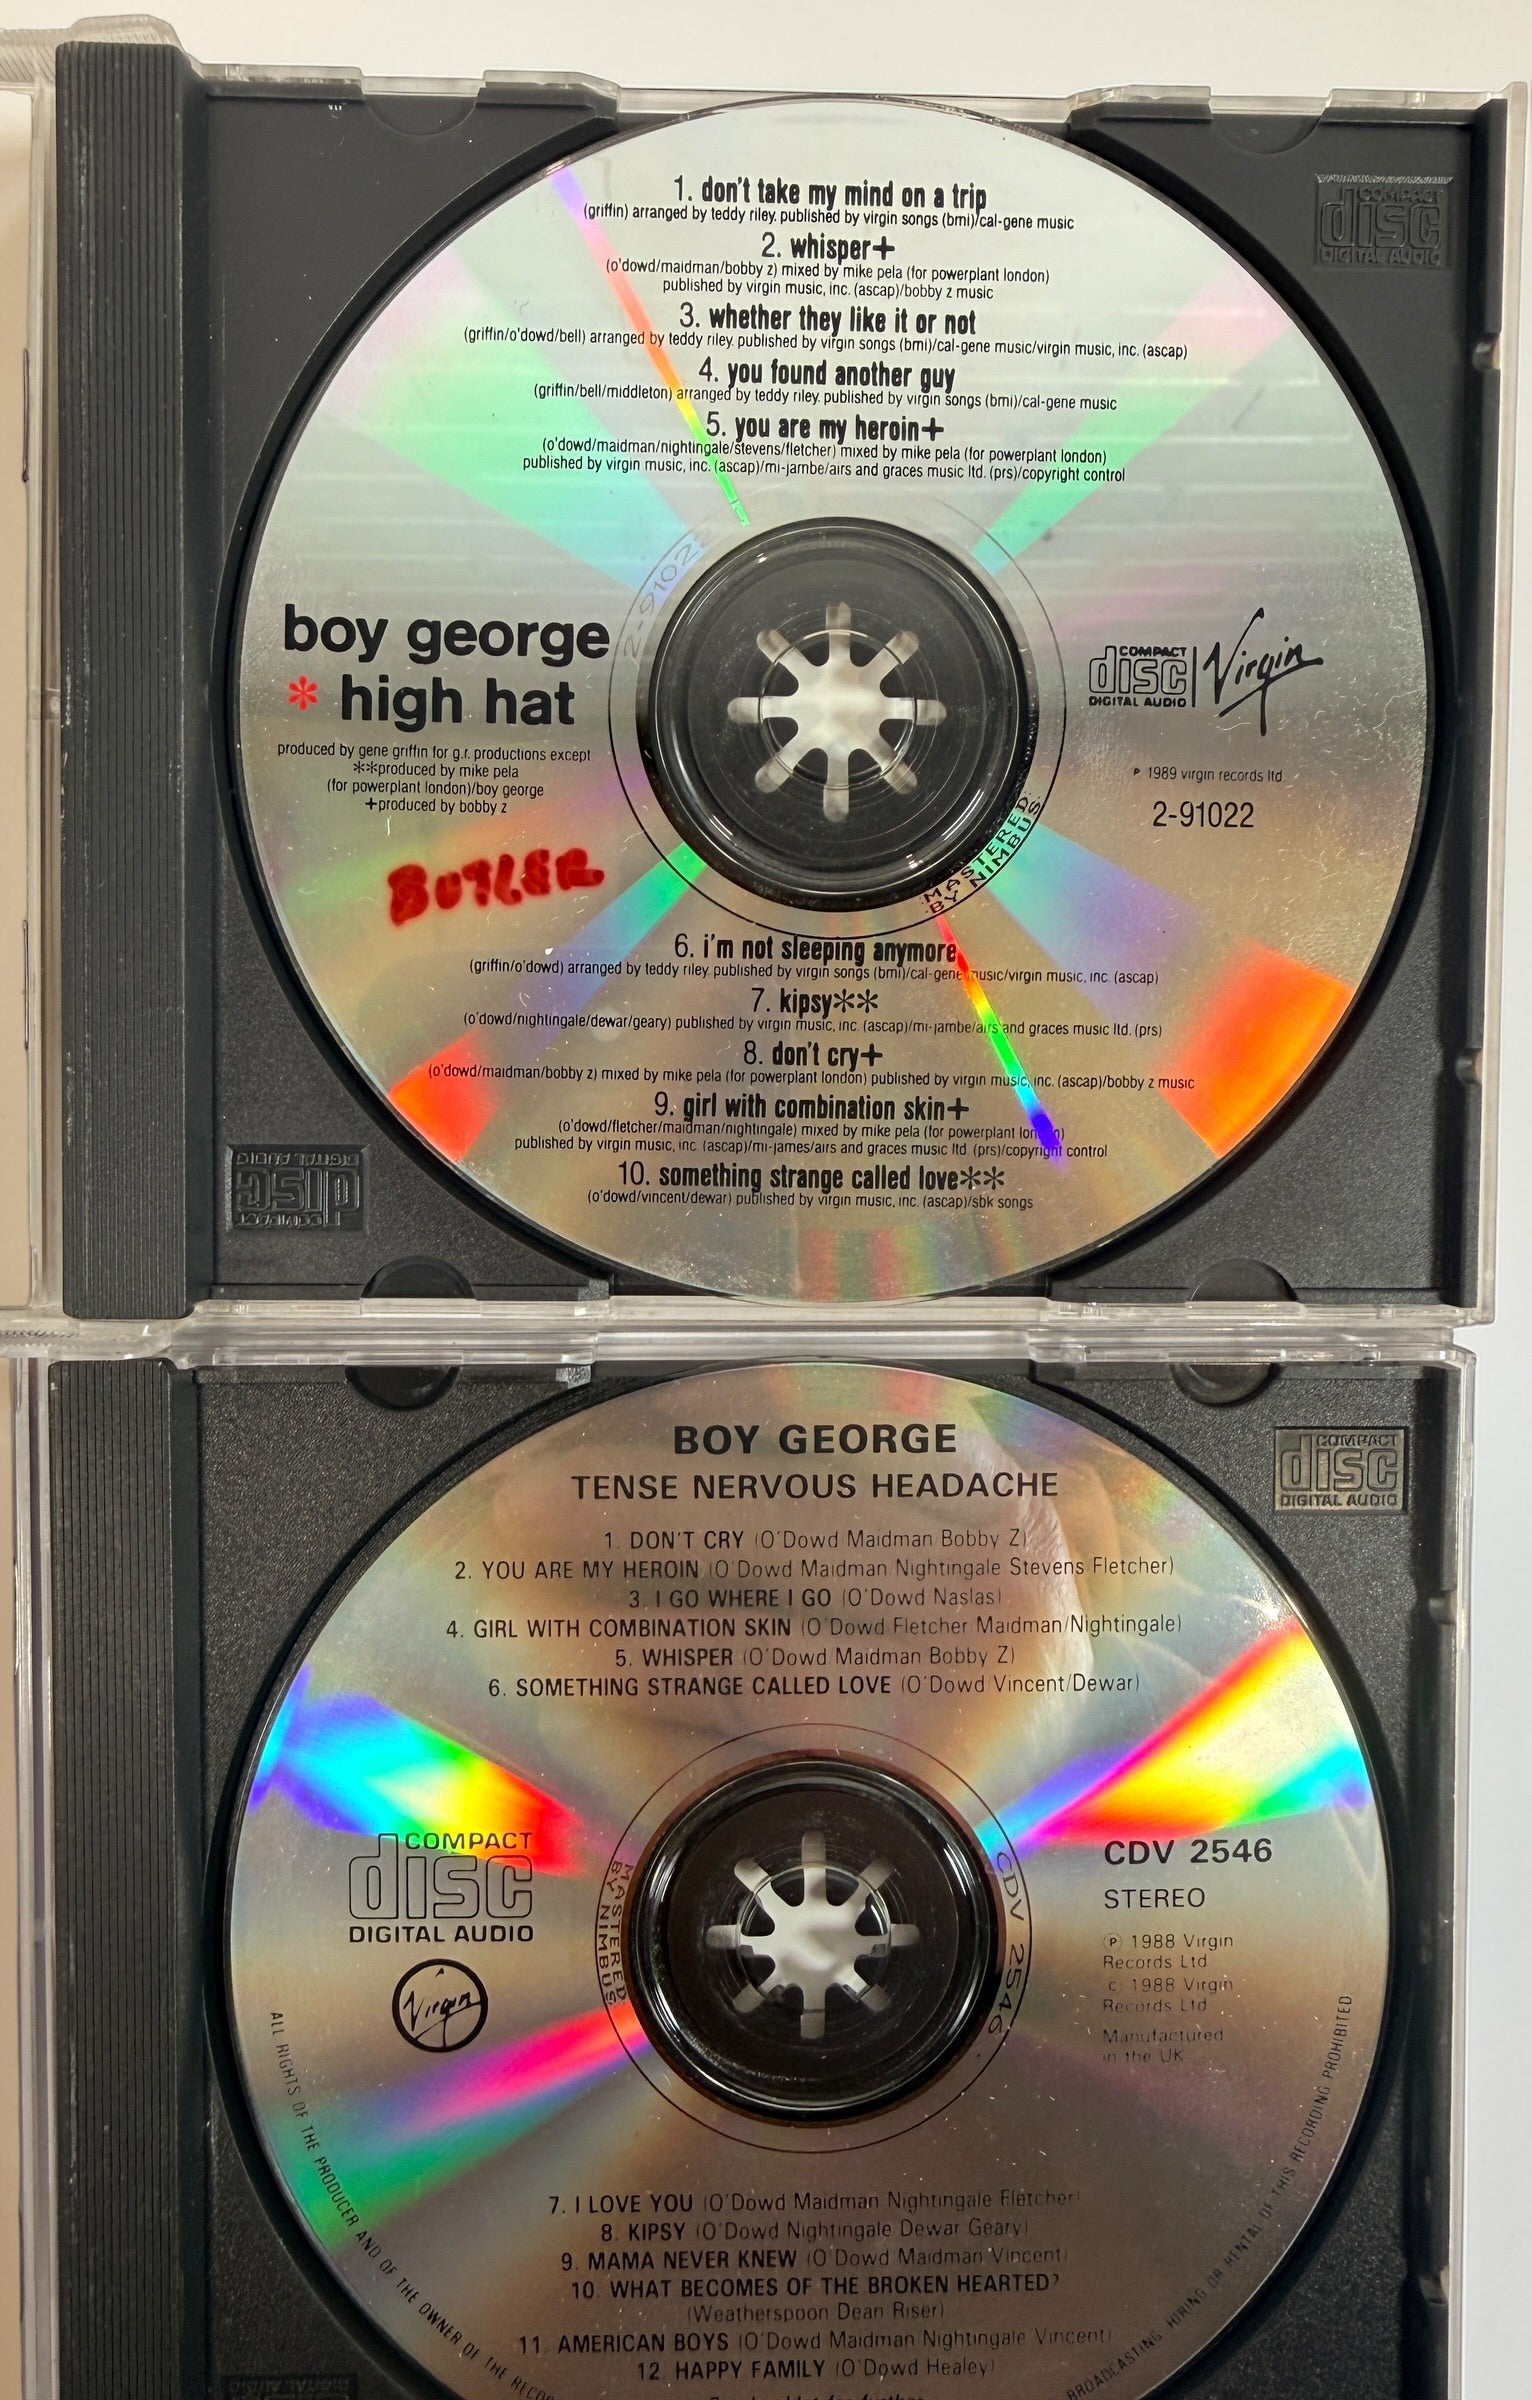 1. don't take my mind on a trip
(griffin) arranged by teddy riley. published by virgin songs (bmi)/cal-gene music
2. whisper+
(o'dowd/maidman/bobby z) mixed by mike pela (for powerplant london)
published by virgin music, inc. (ascap)/bobby z music
3. whether they like it or not
(griffin/o'dowd/bell) arranged by teddy riley. published by virgin songs (bmi)/cal-gene music/virgin music, inc. (ascap)
4. you found another guy
(griffin/bell/middleton) arranged by teddy riley. published by virgin songs (bmi)/cal-gene music
5. you are my heroin+
(o'dowd/maidman/nightingale/stevens/fletcher) mixed by mike pela (for powerplant london)
published by virgin music, inc. (ascap)/mi-jambe/airs and graces music ltd. (prs)/copyright control
COMPACT
disc
DIGITAL AUDIO
2-91022
boy george
* high hat
produced by gene griffin for g.r. productions except
**produced by mike pela
(for powerplant london)/boy george
+produced by bobby z
BUTLER
COMPACT
disc
DIGITAL AUDIO
Virgin
℗ 1989 virgin records ltd.
2-91022
MASTERED
BY NIMBUS
6. i'm not sleeping anymore
(griffin/o'dowd) arranged by teddy riley. published by virgin songs (bmi)/cal-gene music/virgin music, inc. (ascap)
7. kipsy**
(o'dowd/nightingale/dewar/geary) published by virgin music, inc. (ascap)/mi-jambe/airs and graces music ltd. (prs)
8. don't cry+
(o'dowd/maidman/bobby z) mixed by mike pela (for powerplant london) published by virgin music, inc. (ascap)/bobby z music
9. girl with combination skin+
(o'dowd/fletcher/maidman/nightingale) mixed by mike pela (for powerplant london)
published by virgin music, inc. (ascap)/mi-james/airs and graces music ltd. (prs)/copyright control
10. something strange called love**
(o'dowd/vincent/dewar) published by virgin music, inc. (ascap)/sbk songs
COMPACT
disc
DIGITAL AUDIO
BOY GEORGE
TENSE NERVOUS HEADACHE
COMPACT
disc
DIGITAL AUDIO
1. DON'T CRY (O'Dowd Maidman Bobby Z)
2. YOU ARE MY HEROIN (O'Dowd Maidman Nightingale Stevens Fletcher)
3. I GO WHERE I GO (O'Dowd Naslas)
4. GIRL WITH COMBINATION SKIN (O'Dowd Fletcher Maidman/Nightingale)
5. WHISPER (O'Dowd Maidman Bobby Z)
6. SOMETHING STRANGE CALLED LOVE (O'Dowd Vincent/Dewar)
COMPACT
disc
DIGITAL AUDIO
Virgin
MASTERED
BY NIMBUS
CDV 2546
CDV 2546
STEREO
℗ 1988 Virgin
Records Ltd
c 1988 Virgin
Records Ltd
Manufactured
in the UK
7. I LOVE YOU (O'Dowd Maidman Nightingale Fletcher)
8. KIPSY (O'Dowd Nightingale Dewar Geary)
9. MAMA NEVER KNEW (O'Dowd Maidman Vincent)
10. WHAT BECOMES OF THE BROKEN HEARTED?
(Weatherspoon Dean Riser)
11. AMERICAN BOYS (O'Dowd Maidman Nightingale Vincent)
12. HAPPY FAMILY (O'Dowd Healey)
ALL RIGHTS OF THE PRODUCER AND OF THE OWNER OF THE
BROADCASTING HIRING OR RENTAL OF THIS RECORDING PROHIBITED